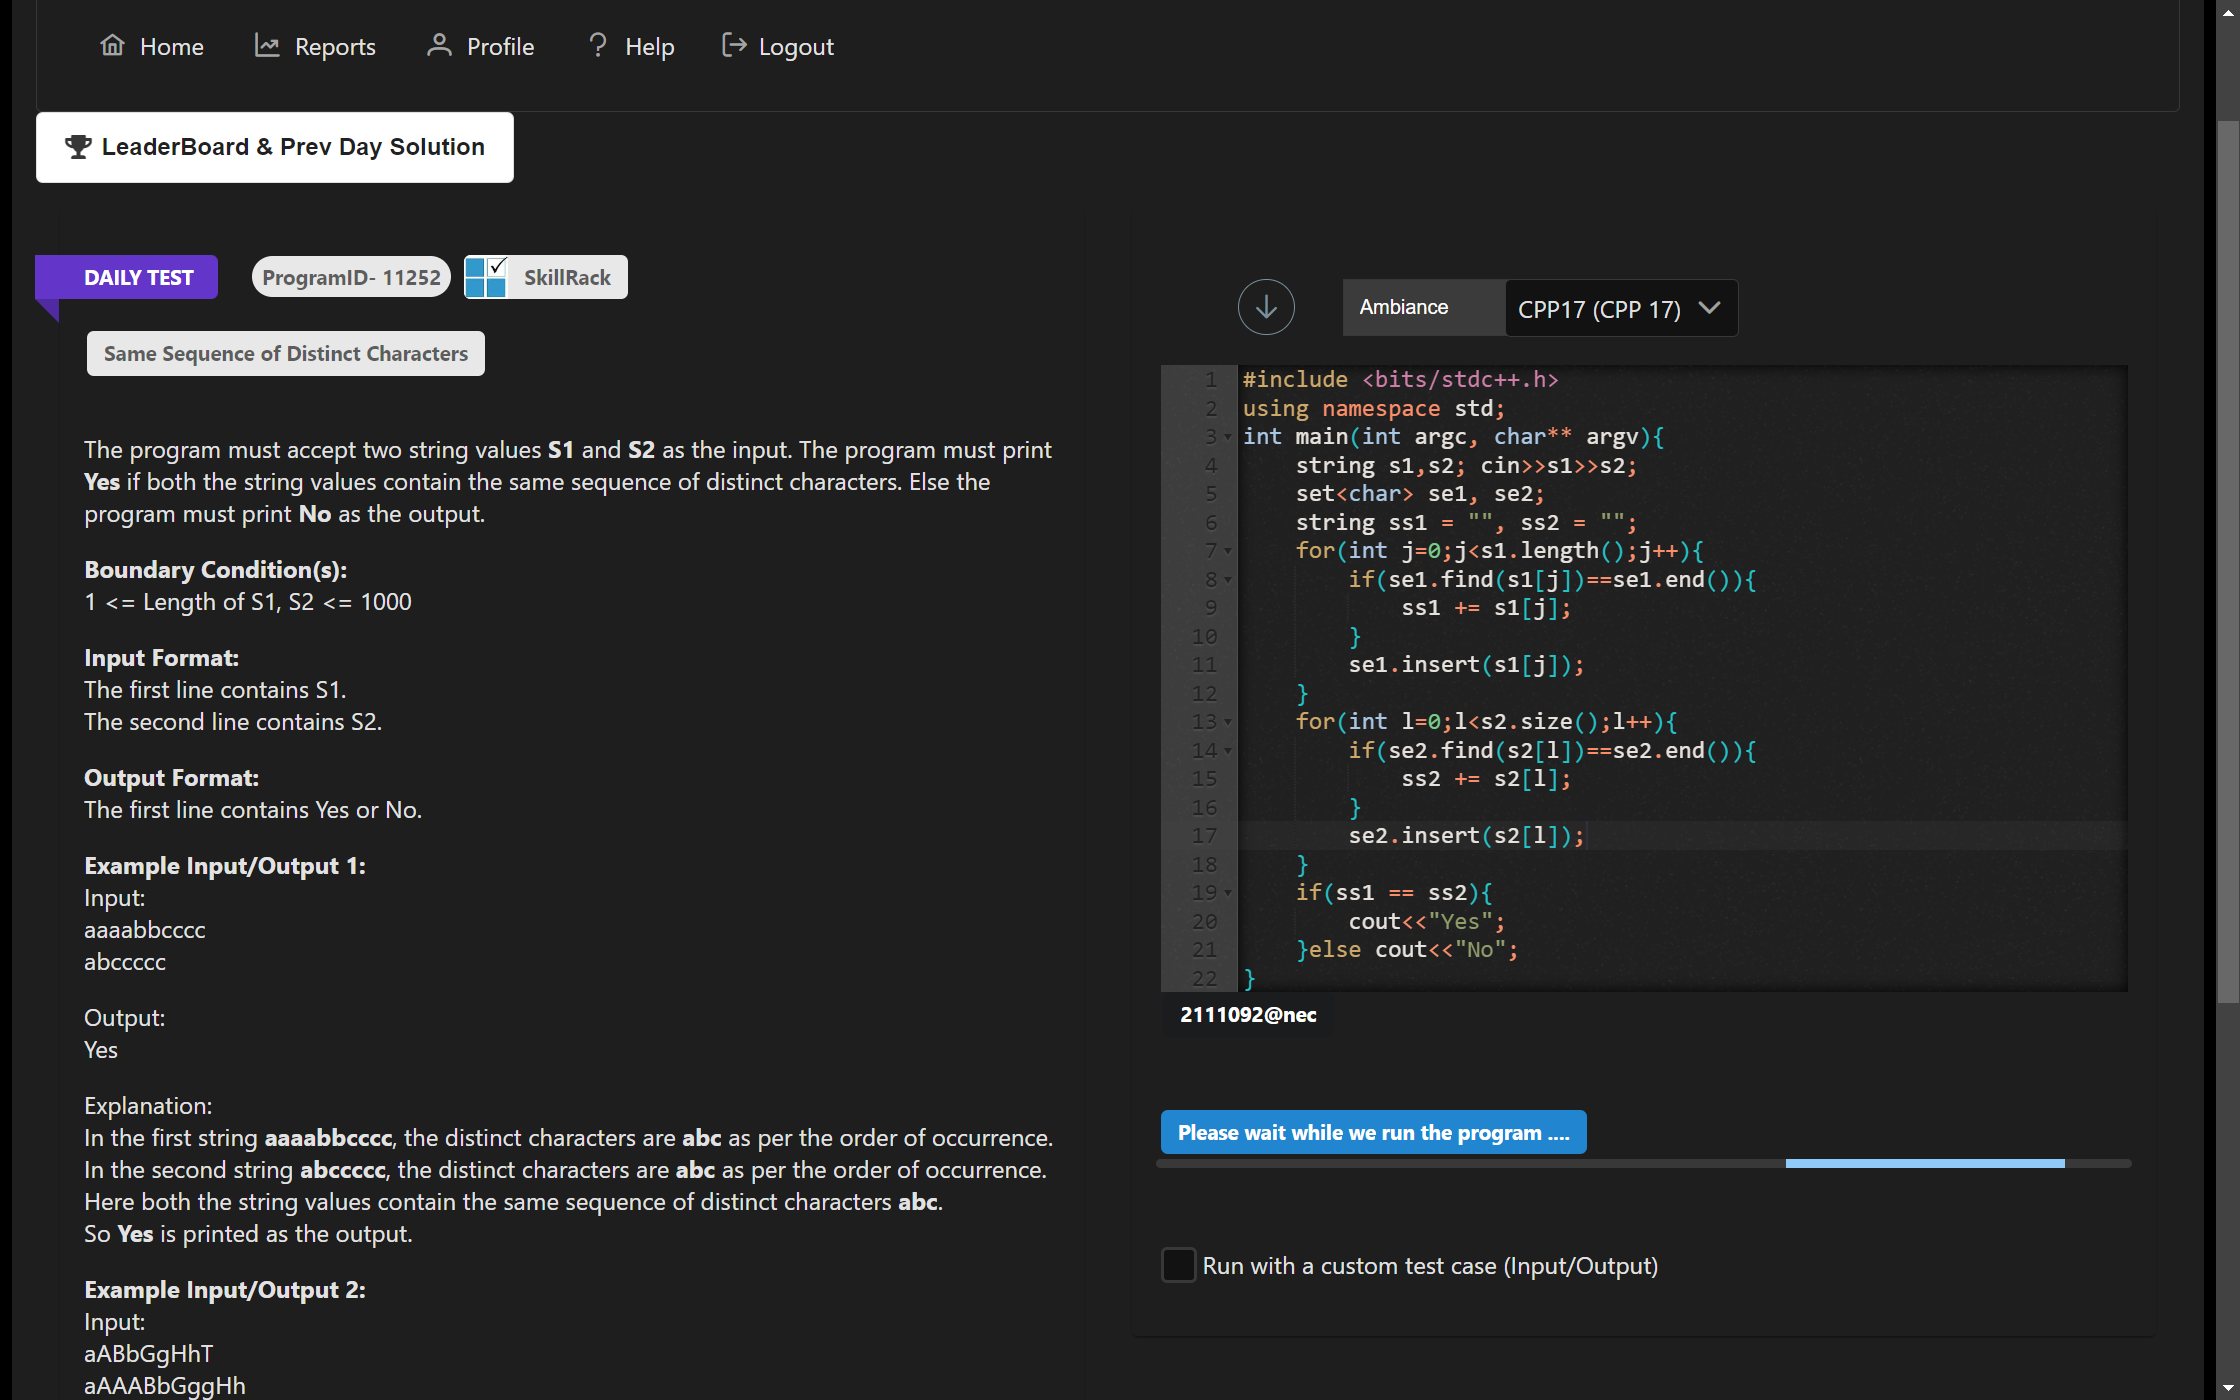 Home Reports Profile ? Help Logout
LeaderBoard & Prev Day Solution
DAILY TEST ProgramID- 11252 SkillRack
Same Sequence of Distinct Characters
The program must accept two string values S1 and S2 as the input. The program must print
Yes if both the string values contain the same sequence of distinct characters. Else the
program must print No as the output.
Boundary Condition(s):
1 <= Length of S1, S2 <= 1000
Input Format:
The first line contains S1.
The second line contains S2.
Output Format:
The first line contains Yes or No.
Example Input/Output 1:
Input:
aaaabbcccc
abccccc
Output:
Yes
Explanation:
In the first string aaaabbcccc, the distinct characters are abc as per the order of occurrence.
In the second string abccccc, the distinct characters are abc as per the order of occurrence.
Here both the string values contain the same sequence of distinct characters abc.
So Yes is printed as the output.
Example Input/Output 2:
Input:
aABbGgHhT
aAAABbGggHh
Ambiance CPP17 (CPP 17)
1 #include <bits/stdc++.h>
2 using namespace std;
3 int main(int argc, char** argv){
4     string s1,s2; cin>>s1>>s2;
5     set<char> se1, se2;
6     string ss1 = "", ss2 = "";
7     for(int j=0;j<s1.length();j++){
8         if(se1.find(s1[j])==se1.end()){
9             ss1 += s1[j];
10         }
11         se1.insert(s1[j]);
12     }
13     for(int l=0;l<s2.size();l++){
14         if(se2.find(s2[l])==se2.end()){
15             ss2 += s2[l];
16         }
17         se2.insert(s2[l]);
18     }
19     if(ss1 == ss2){
20         cout<<"Yes";
21     }else cout<<"No";
22 }
2111092@nec
Please wait while we run the program ....
Run with a custom test case (Input/Output)